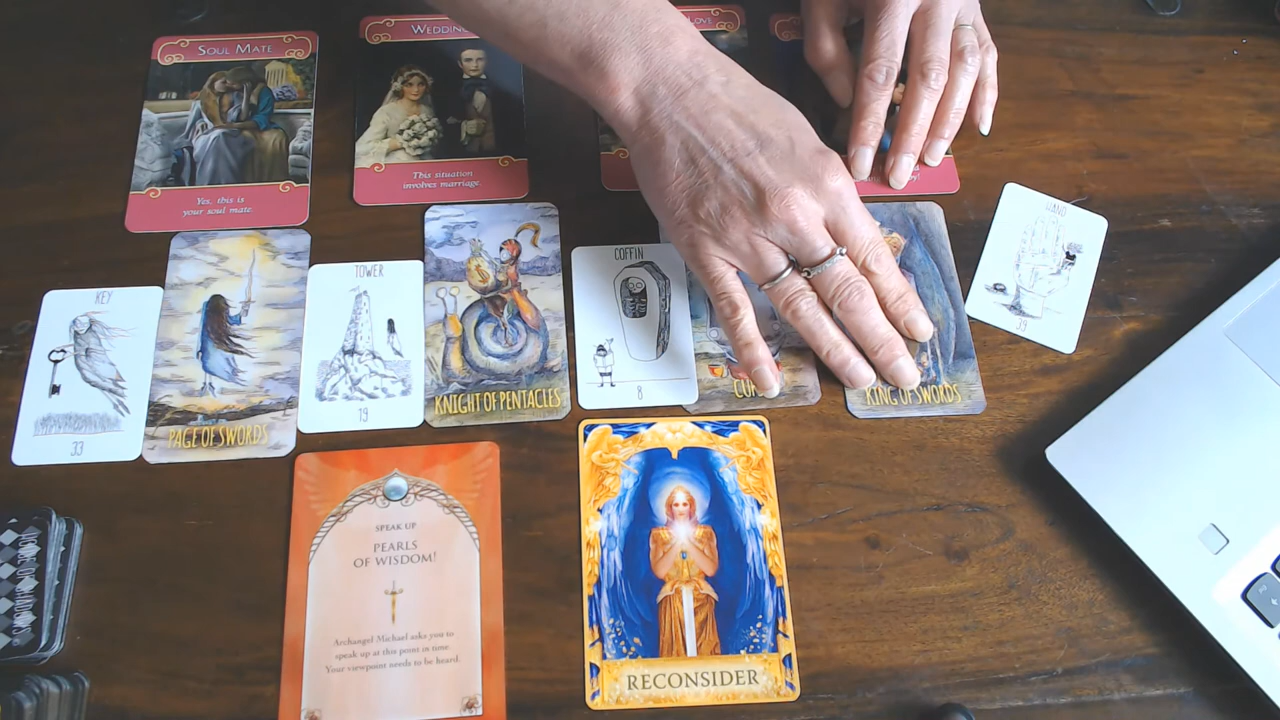 SOUL MATE
Yes, this is
your soul mate.
WEDDING
This situation
involves marriage.
LOVE
KEY
33
PAGE OF SWORDS
TOWER
19
KNIGHT OF PENTACLES
COFFIN
8
KING OF SWORDS
HAND
39
SPEAK UP
PEARLS
OF WISDOM!
Archangel Michael asks you to
speak up at this point in time.
Your viewpoint needs to be heard.
RECONSIDER